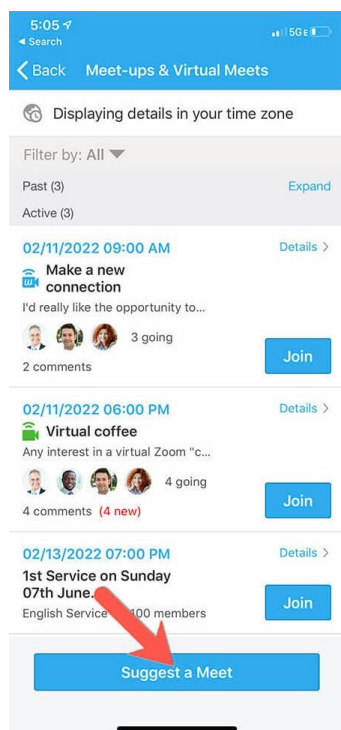 5:05
5GE
◄ Search
Back Meet-ups & Virtual Meets
Displaying details in your time zone
Filter by: All
Past (3) Expand
Active (3)
02/11/2022 09:00 AM Details >
Make a new
connection
I'd really like the opportunity to...
3 going
Join
2 comments
02/11/2022 06:00 PM Details >
Virtual coffee
Any interest in a virtual Zoom "c...
4 going
Join
4 comments (4 new)
02/13/2022 07:00 PM Details >
1st Service on Sunday
07th June.
Join
English Service 100 members
Suggest a Meet